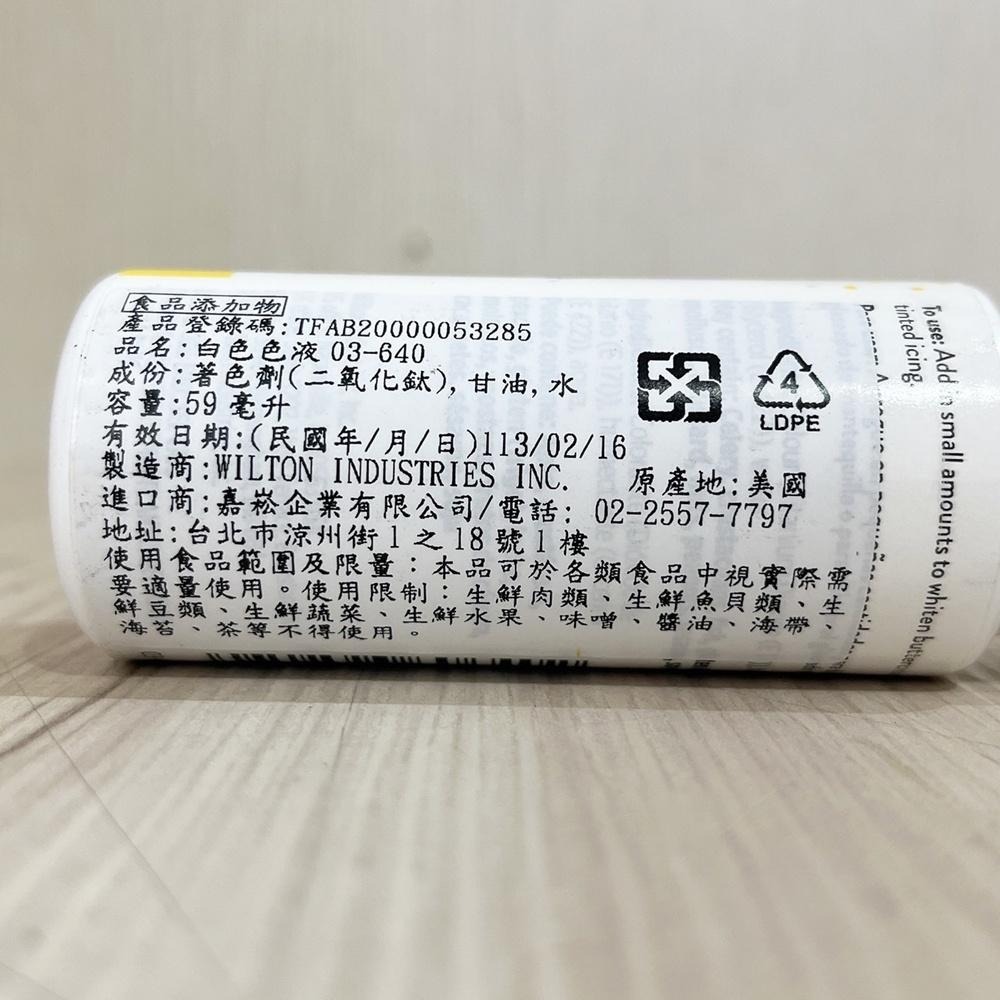 食品添加物
產品登錄碼:TFAB20000053285
品名:白色色液 03-640
成份:著色劑(二氧化鈦),甘油,水
容量:59 毫升
有效日期:(民國年/月/日)113/02/16
製造商:WILTON INDUSTRIES INC. 原產地:美國
進口商:嘉崧企業有限公司/電話: 02-2557-7797
地址:台北市涼州街1之18號1樓
使用食品範圍及限量:本品可於各類食品中視實際需
要適量使用。使用限制:生鮮肉類、生鮮魚貝類、生
鮮豆類、生鮮蔬菜、生鮮水果、味噌、醬油、海帶、
海苔、茶等不得使用。
4
LDPE
To use: Add in small amounts to whiten
tinted icing.